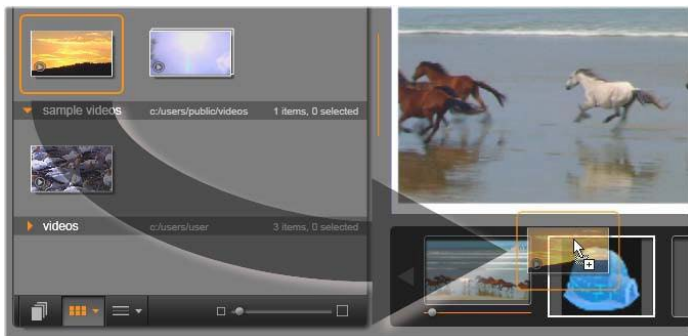 sample videos c:/users/public/videos 1 items, 0 selected
videos c:/users/user 3 items, 0 selected